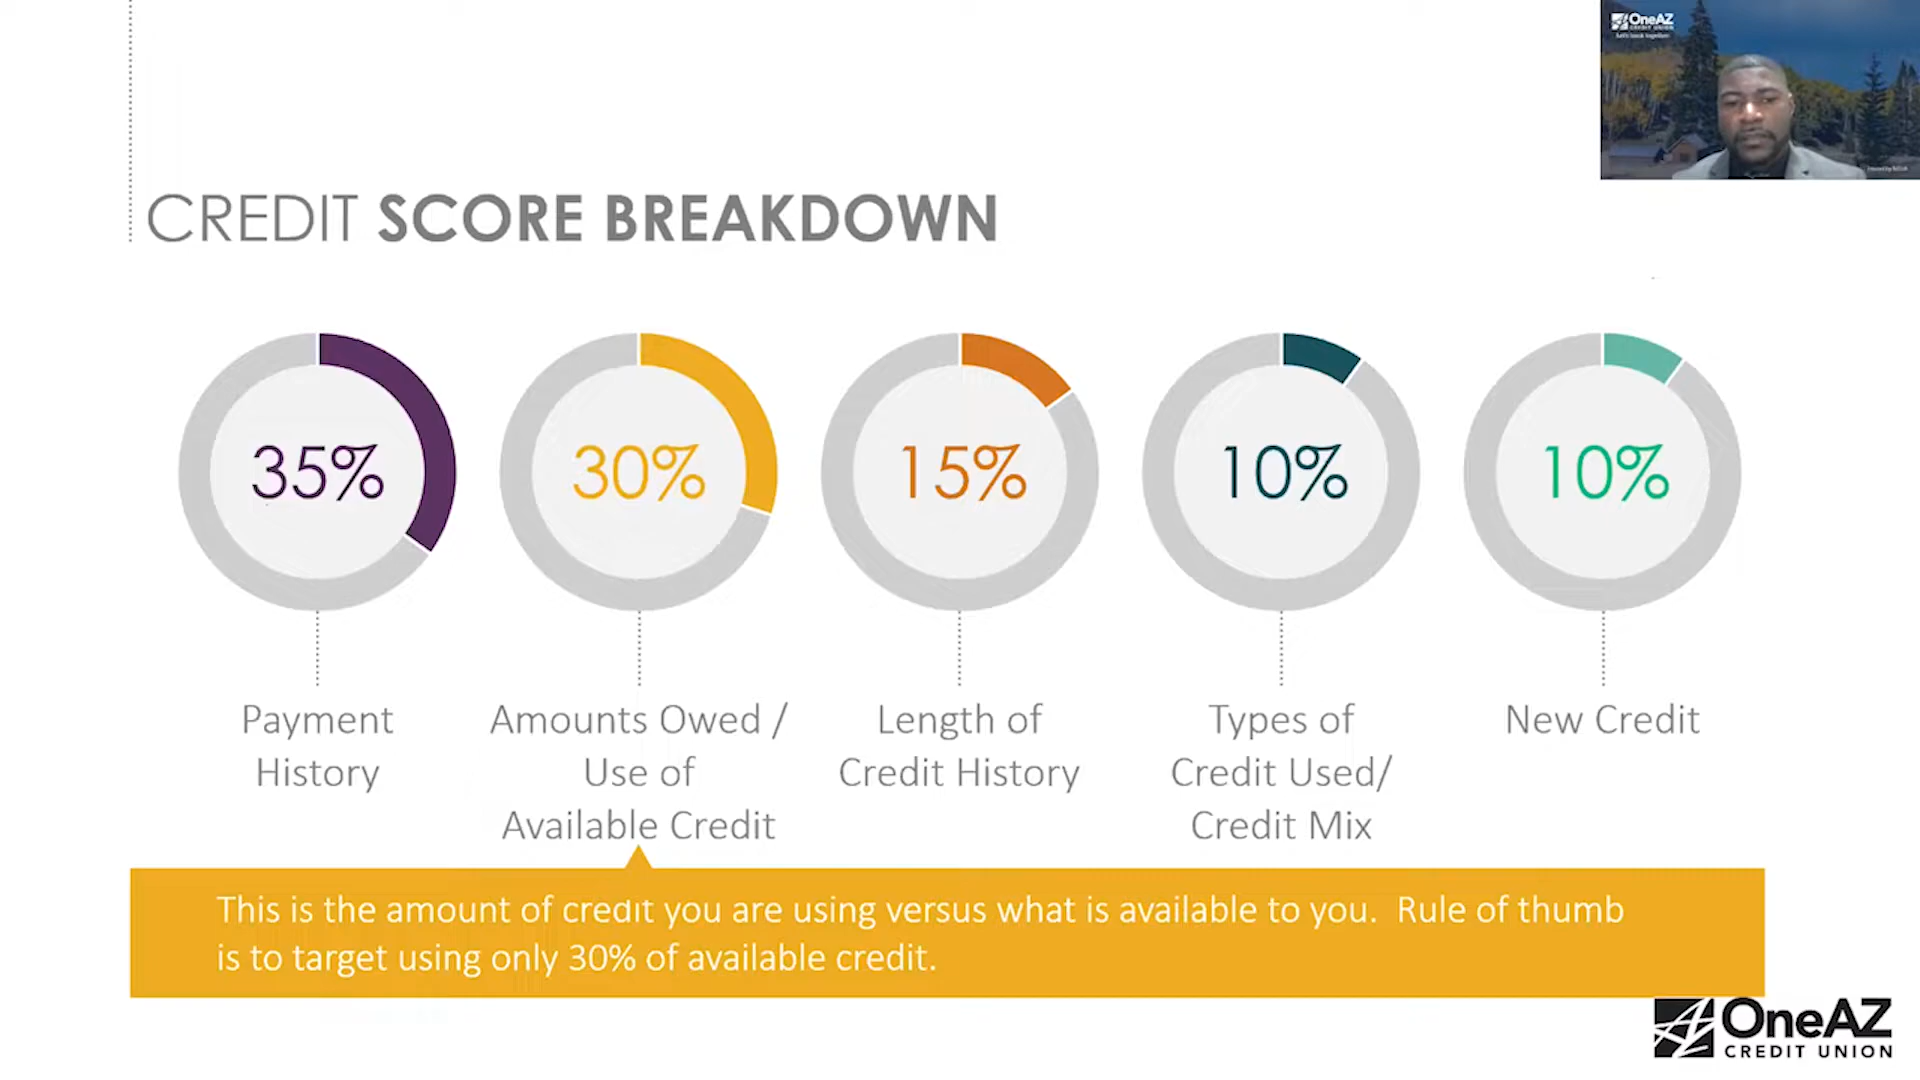 OneAZ
CREDIT UNION
CREDIT SCORE BREAKDOWN
35%
30%
15%
10%
10%
Payment
History
Amounts Owed /
Use of
Available Credit
Length of
Credit History
Types of
Credit Used/
Credit Mix
New Credit
This is the amount of credit you are using versus what is available to you. Rule of thumb
is to target using only 30% of available credit.
OneAZ
CREDIT UNION